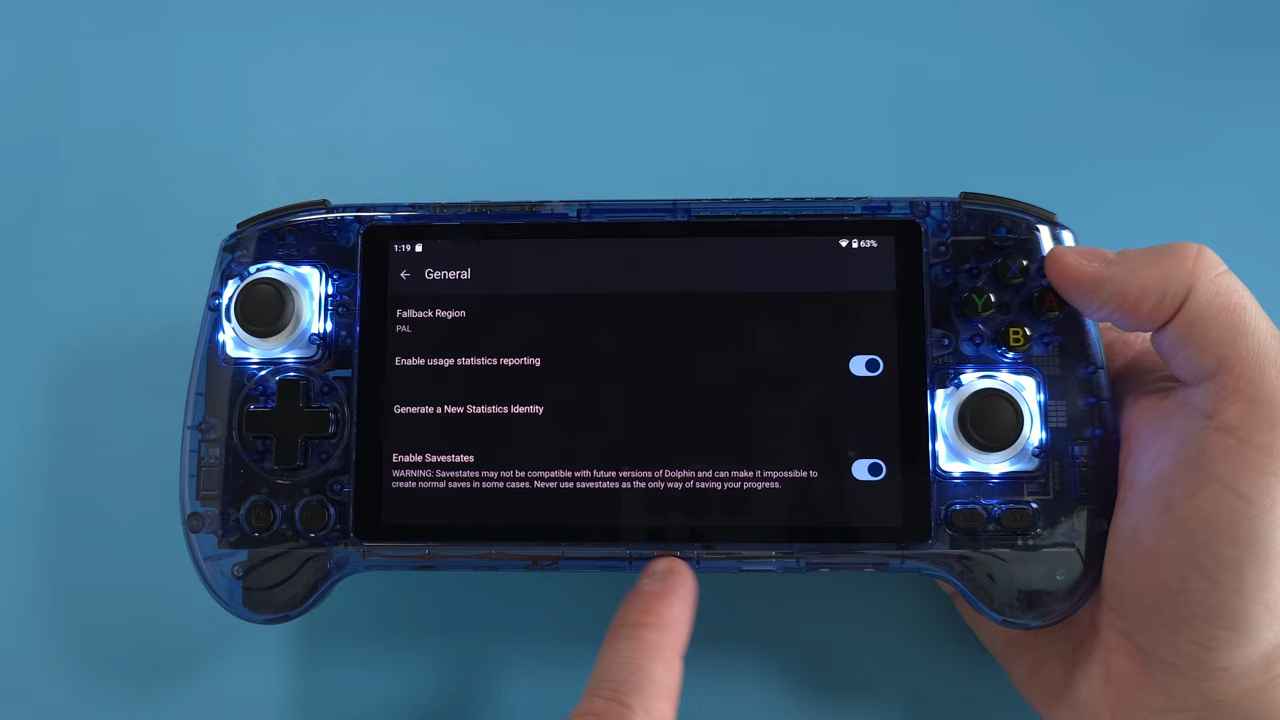 1:19
63%
General
Fallback Region
PAL
Enable usage statistics reporting
Generate a New Statistics Identity
Enable Savestates
WARNING: Savestates may not be compatible with future versions of Dolphin and can make it impossible to
create normal saves in some cases. Never use savestates as the only way of saving your progress.
X
Y
A
B
SE
ST